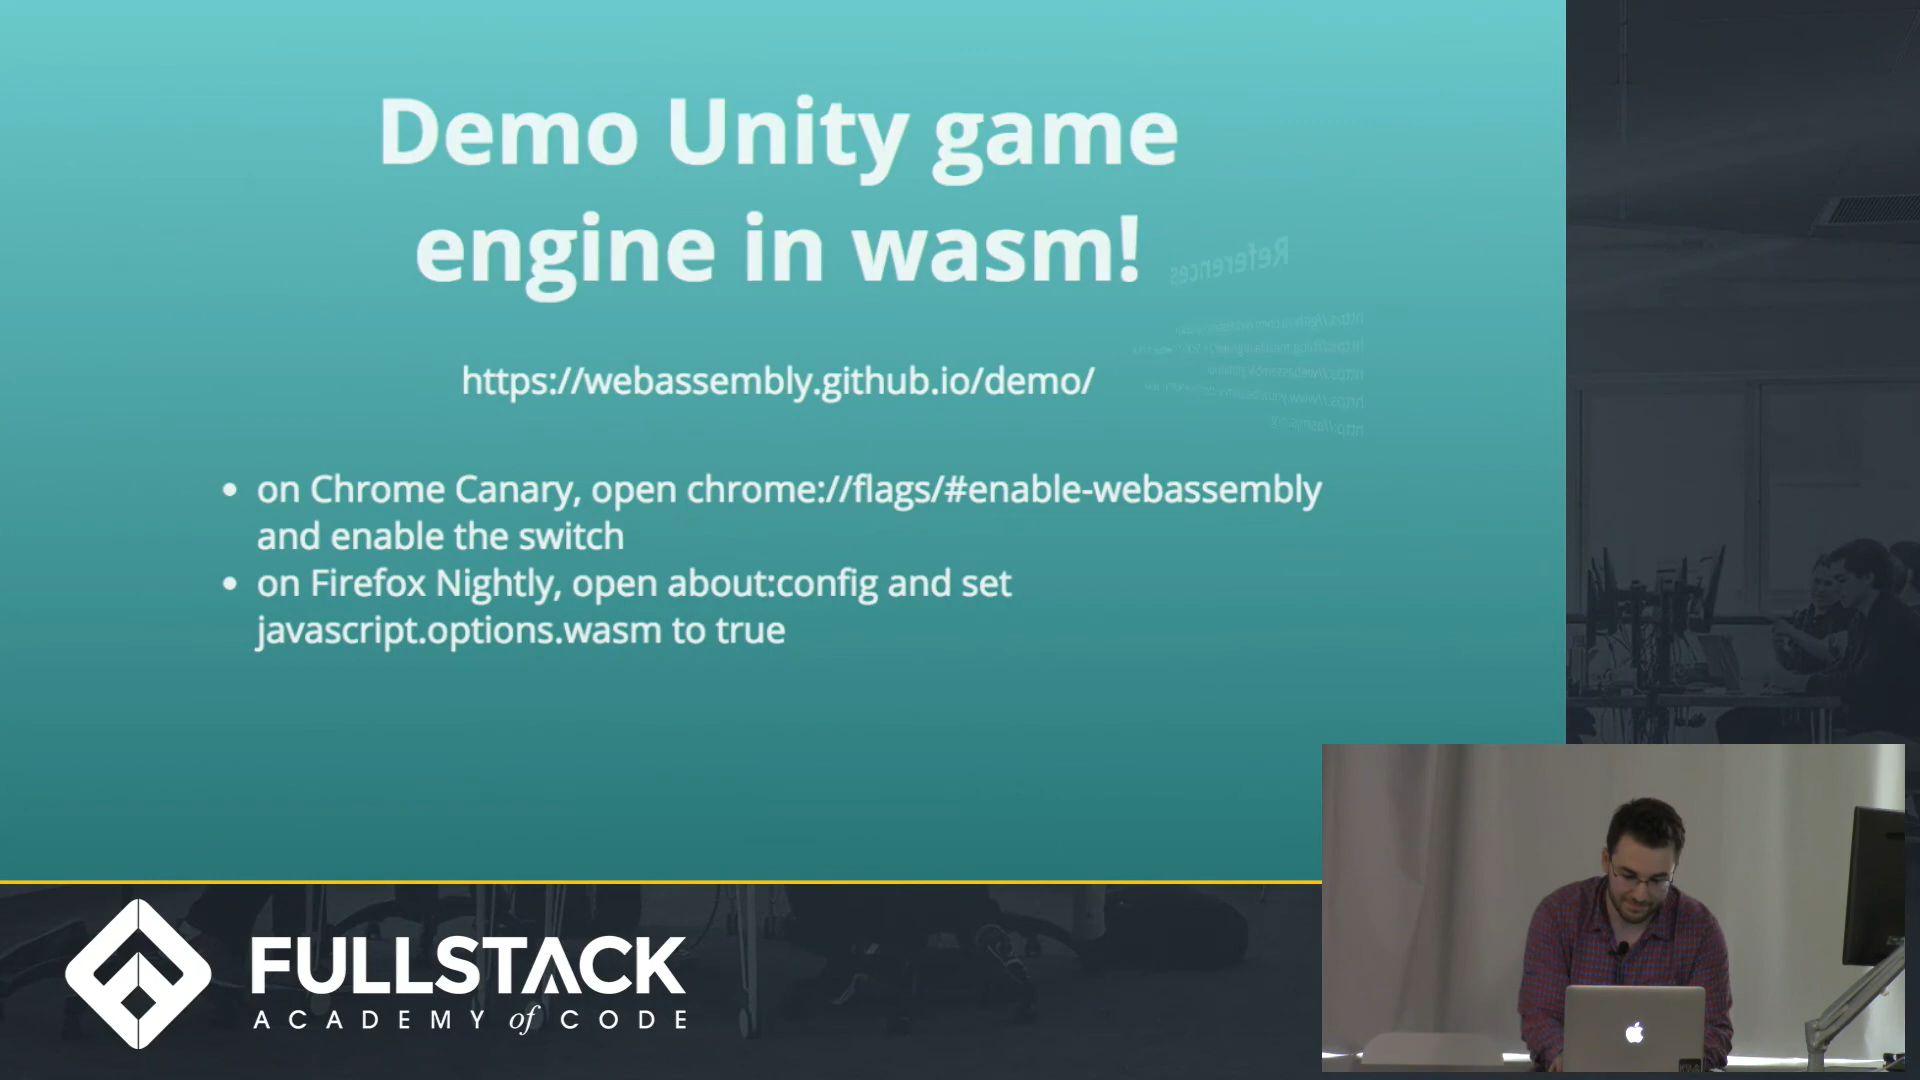 Demo Unity game
engine in wasm!
https://webassembly.github.io/demo/
on Chrome Canary, open chrome://flags/#enable-webassembly
and enable the switch
on Firefox Nightly, open about:config and set
javascript.options.wasm to true
References
FULLSTACK
ACADEMY of CODE